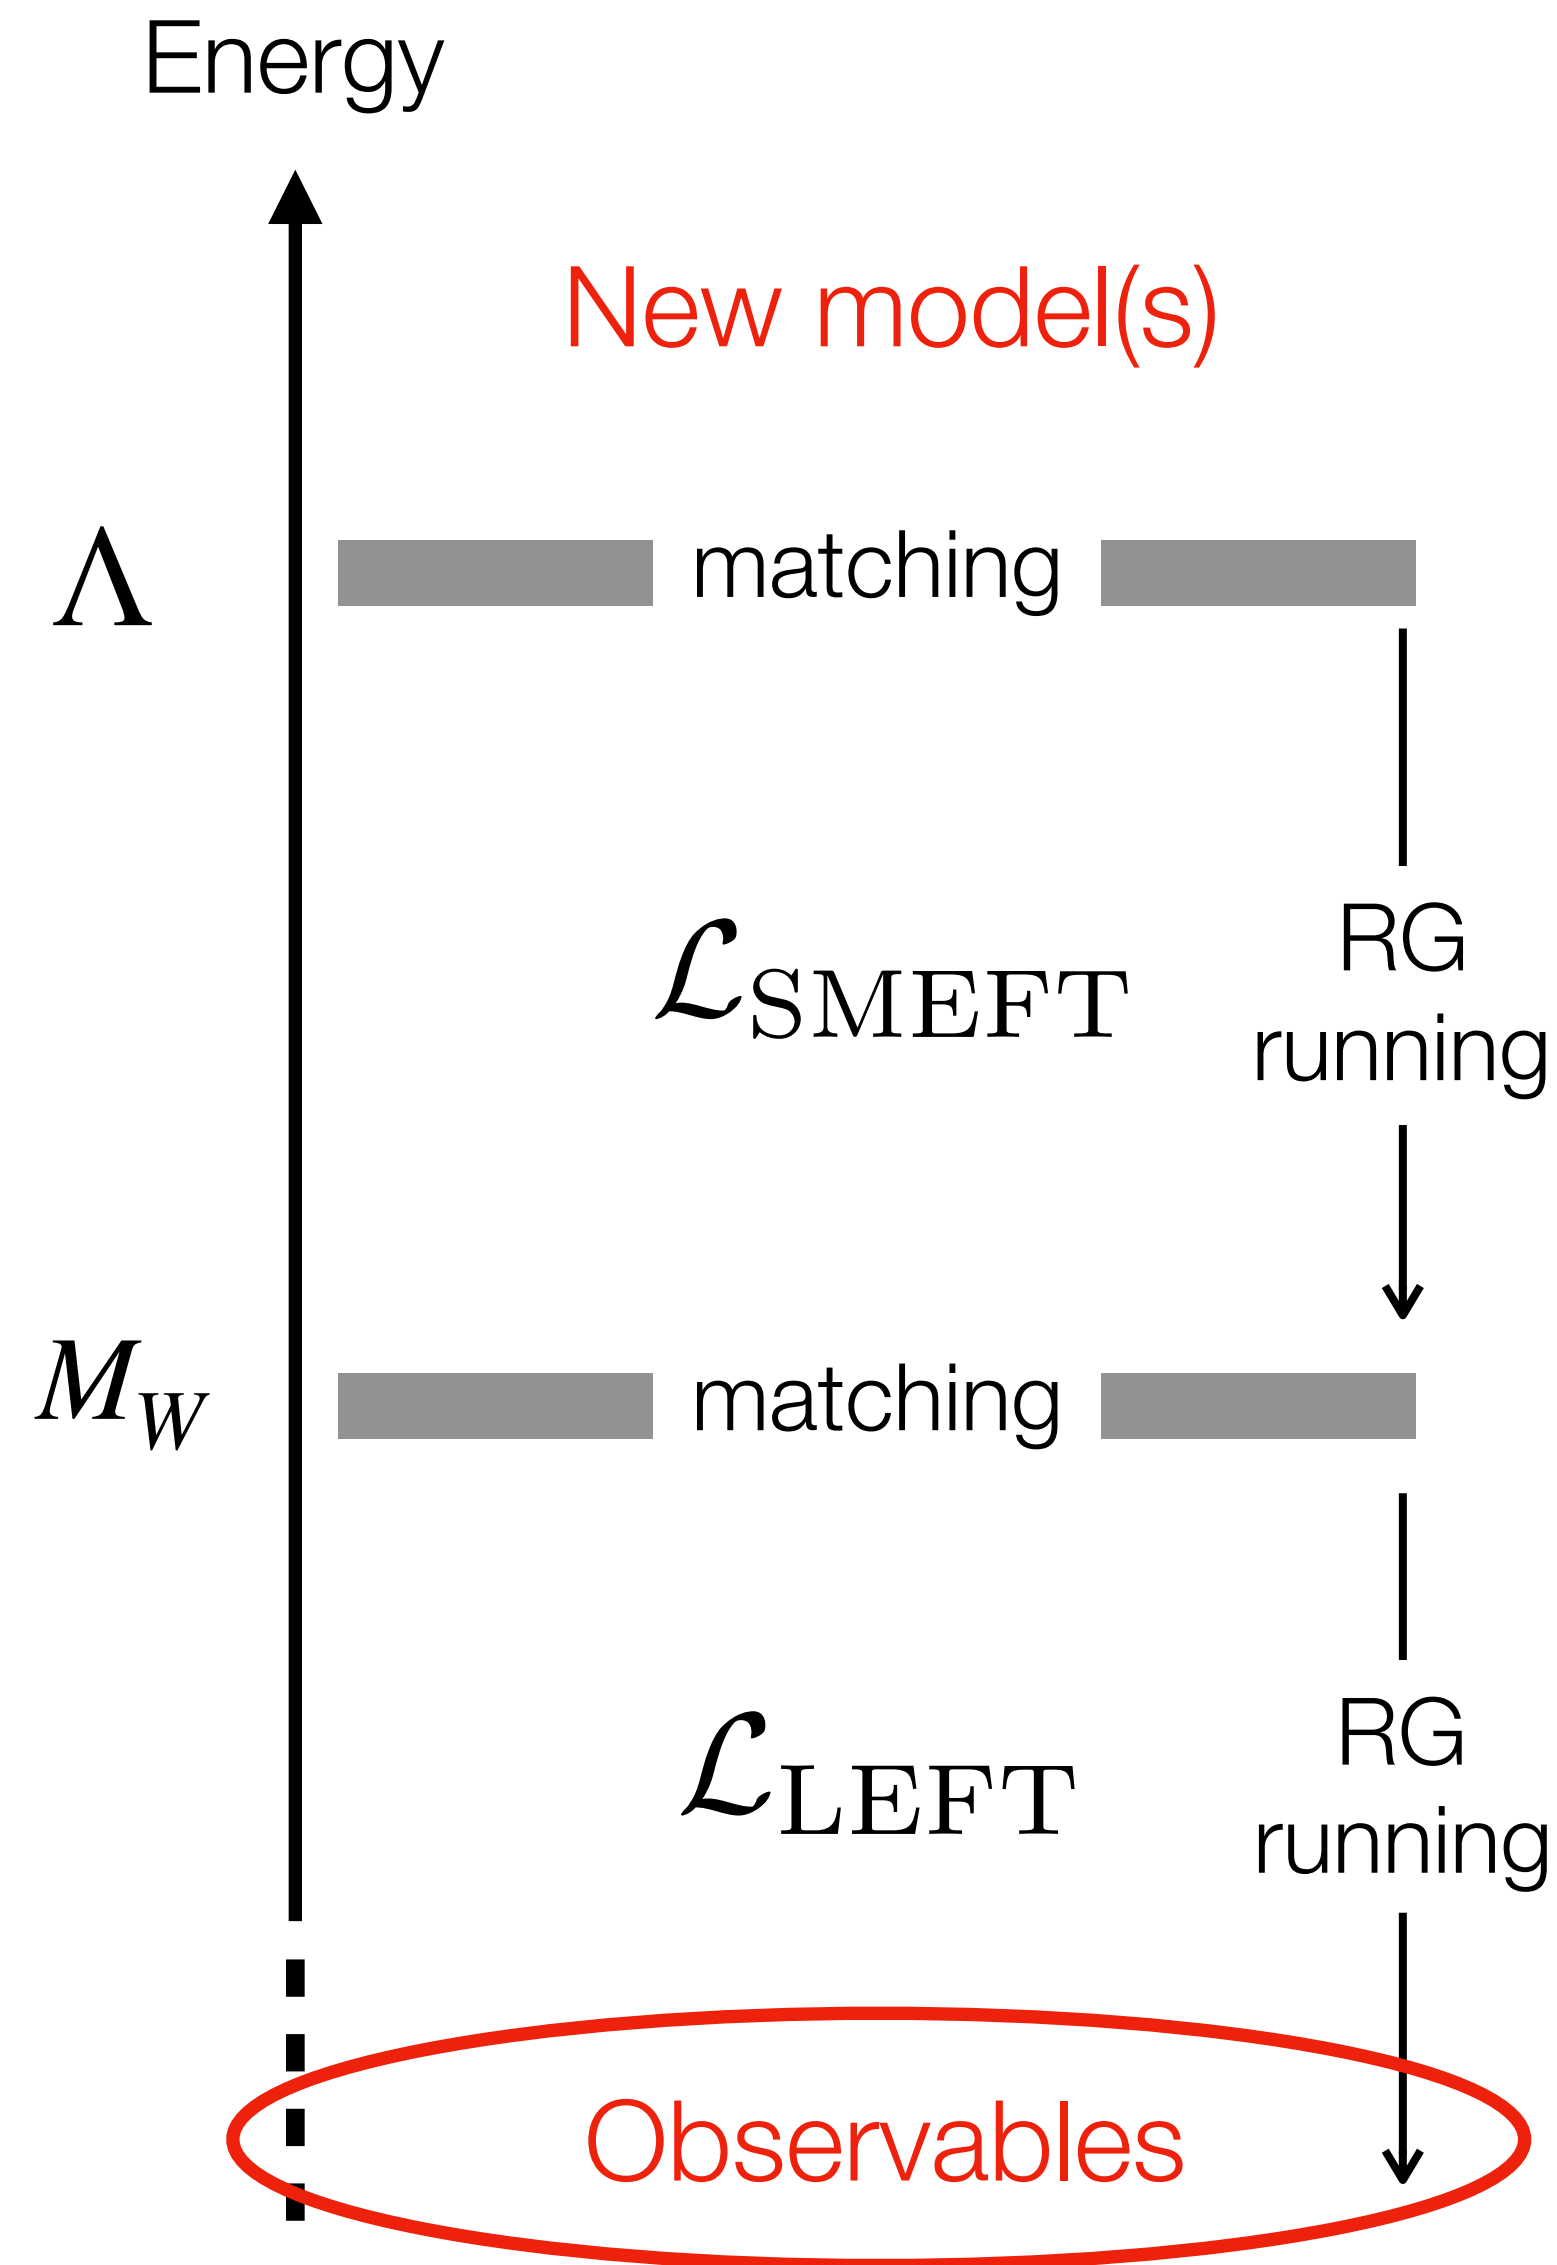 Energy
New model(s)
Λ
matching
ℒSMEFT
RG
running
M_W
matching
ℒLEFT
RG
running
Observables